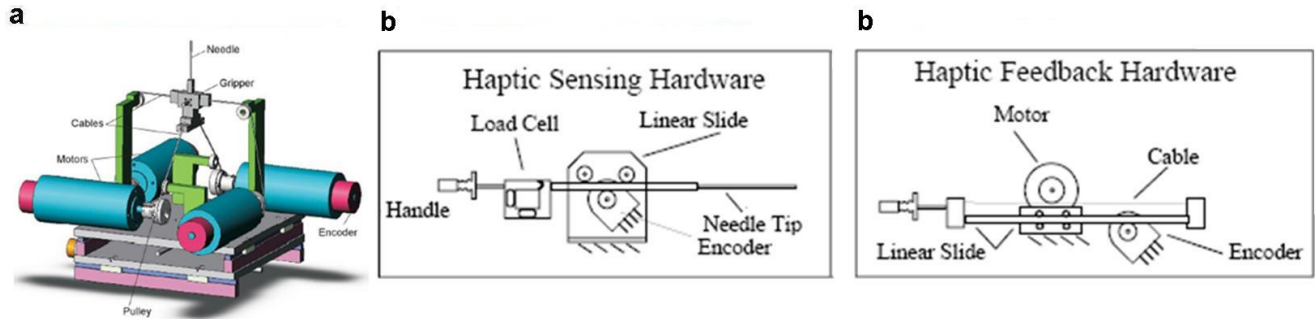 a
Needle
Gripper
Cables
Motors
Encoder
Pulley
b
Haptic Sensing Hardware
Load Cell
Linear Slide
Handle
Needle Tip
Encoder
b
Haptic Feedback Hardware
Motor
Cable
Linear Slide
Encoder